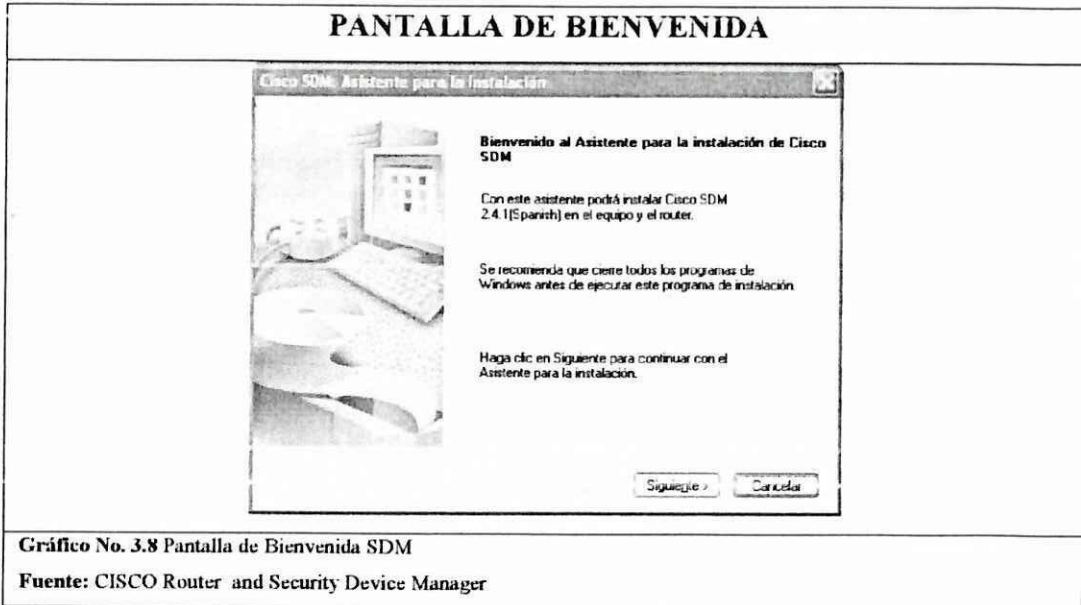 PANTALLA DE BIENVENIDA
Cisco SDM: Asistente para la Instalación
Bienvenido al Asistente para la instalación de Cisco
SDM
Con este asistente podrá instalar Cisco SDM
2.4.1(Spanish) en el equipo y el router.
Se recomienda que cierre todos los programas de
Windows antes de ejecutar este programa de instalación.
Haga clic en Siguiente para continuar con el
Asistente para la instalación.
Siguiente >
Cancelar
Gráfico No. 3.8 Pantalla de Bienvenida SDM
Fuente: CISCO Router and Security Device Manager